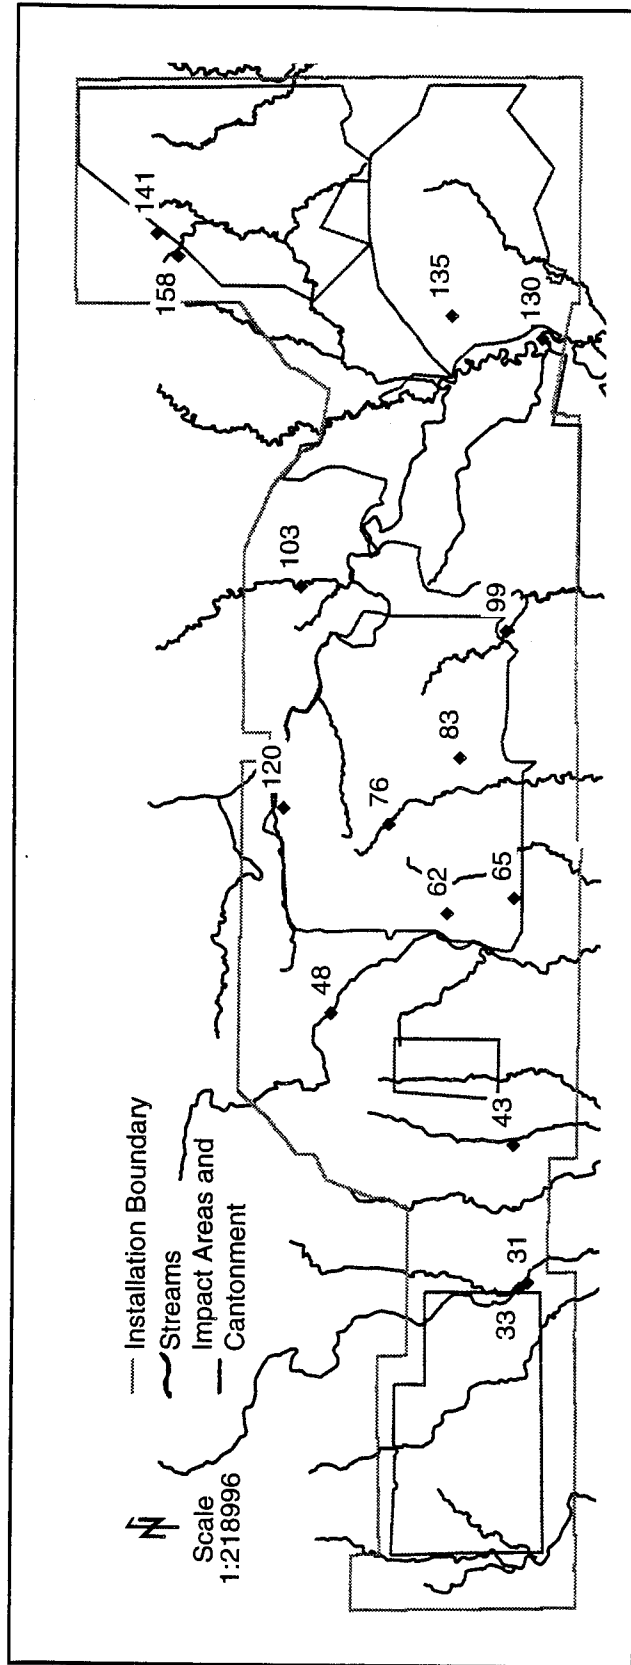 N
Scale
1:218996
Installation Boundary
Streams
Impact Areas and
Cantonment
141
158
120
103
48
76
62
83
135
43
65
99
33
31
130